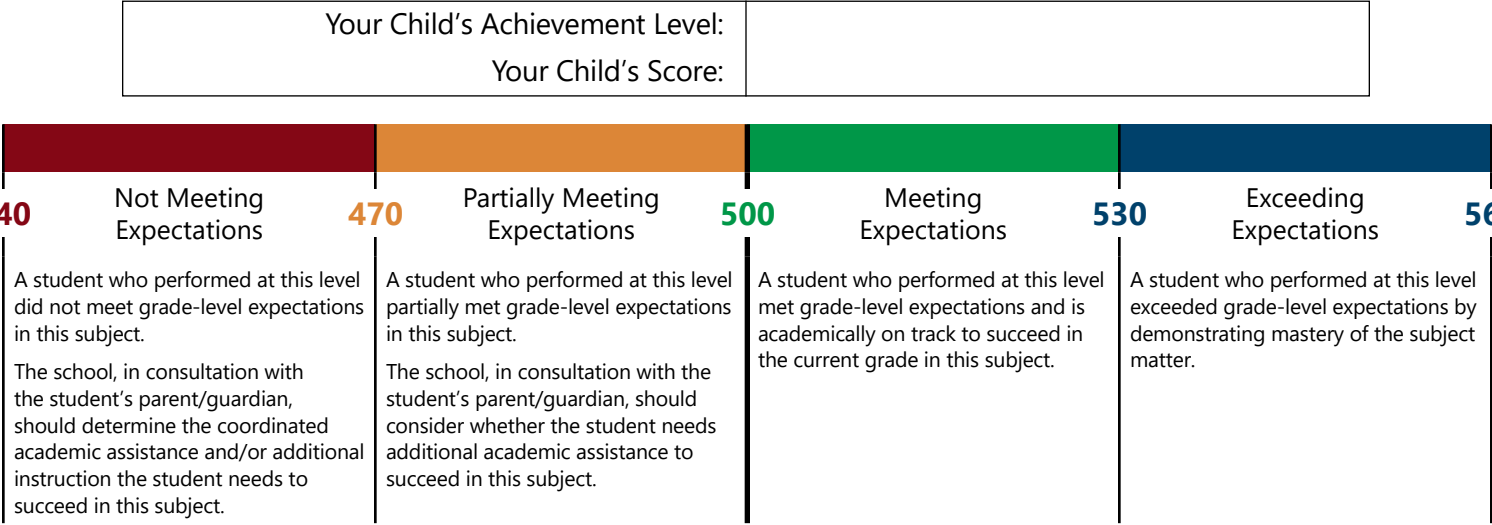 Your Child's Achievement Level:
Your Child's Score:
40
Not Meeting
Expectations
470
Partially Meeting
Expectations
500
Meeting
Expectations
530
Exceeding
Expectations
56
A student who performed at this level
did not meet grade-level expectations
in this subject.
The school, in consultation with
the student's parent/guardian,
should determine the coordinated
academic assistance and/or additional
instruction the student needs to
succeed in this subject.
A student who performed at this level
partially met grade-level expectations
in this subject.
The school, in consultation with the
student's parent/guardian, should
consider whether the student needs
additional academic assistance to
succeed in this subject.
A student who performed at this level
met grade-level expectations and is
academically on track to succeed in
the current grade in this subject.
A student who performed at this level
exceeded grade-level expectations by
demonstrating mastery of the subject
matter.